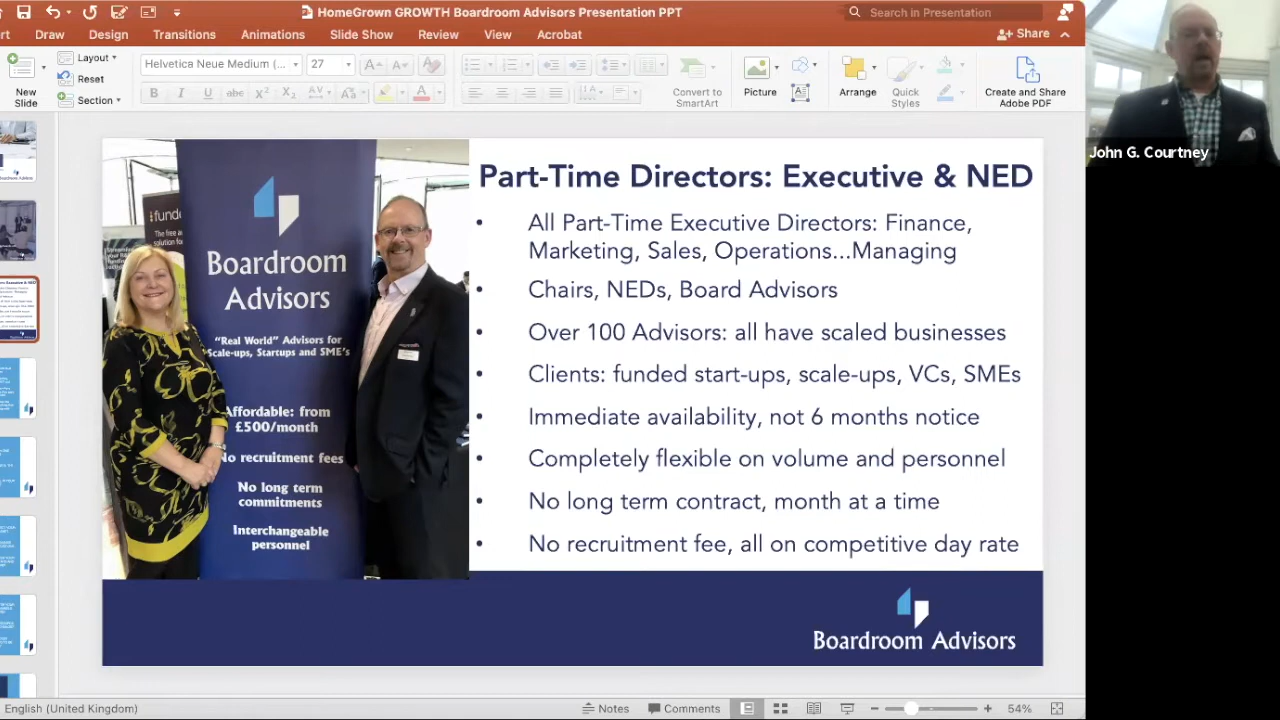 HomeGrown GROWTH Boardroom Advisors Presentation PPT
Search in Presentation
Draw
Design
Transitions
Animations
Slide Show
Review
View
Acrobat
Share
New
Slide
Layout
Reset
Section
Helvetica Neue Medium (...
27
A
A
B
I
U
abc
X²
X₂
AV
Aa
A
Convert to
SmartArt
Picture
Arrange
Quick
Styles
Create and Share
Adobe PDF
John G. Courtney
Boardroom
Advisors
"Real World" Advisors for
Scale-ups, Startups and SME's
Affordable: from
£500/month
No recruitment fees
No long term
commitments
Interchangeable
personnel
Part-Time Directors: Executive & NED
• All Part-Time Executive Directors: Finance,
Marketing, Sales, Operations...Managing
• Chairs, NEDs, Board Advisors
• Over 100 Advisors: all have scaled businesses
• Clients: funded start-ups, scale-ups, VCs, SMEs
• Immediate availability, not 6 months notice
• Completely flexible on volume and personnel
• No long term contract, month at a time
• No recruitment fee, all on competitive day rate
Boardroom Advisors
English (United Kingdom)
Notes
Comments
54%